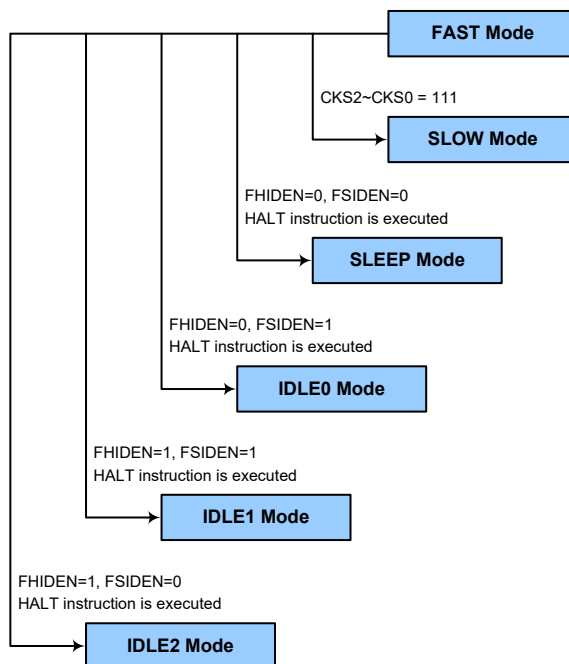 FAST Mode
CKS2~CKS0 = 111
SLOW Mode
FHIDEN=0, FSIDEN=0
HALT instruction is executed
SLEEP Mode
FHIDEN=0, FSIDEN=1
HALT instruction is executed
IDLE0 Mode
FHIDEN=1, FSIDEN=1
HALT instruction is executed
IDLE1 Mode
FHIDEN=1, FSIDEN=0
HALT instruction is executed
IDLE2 Mode